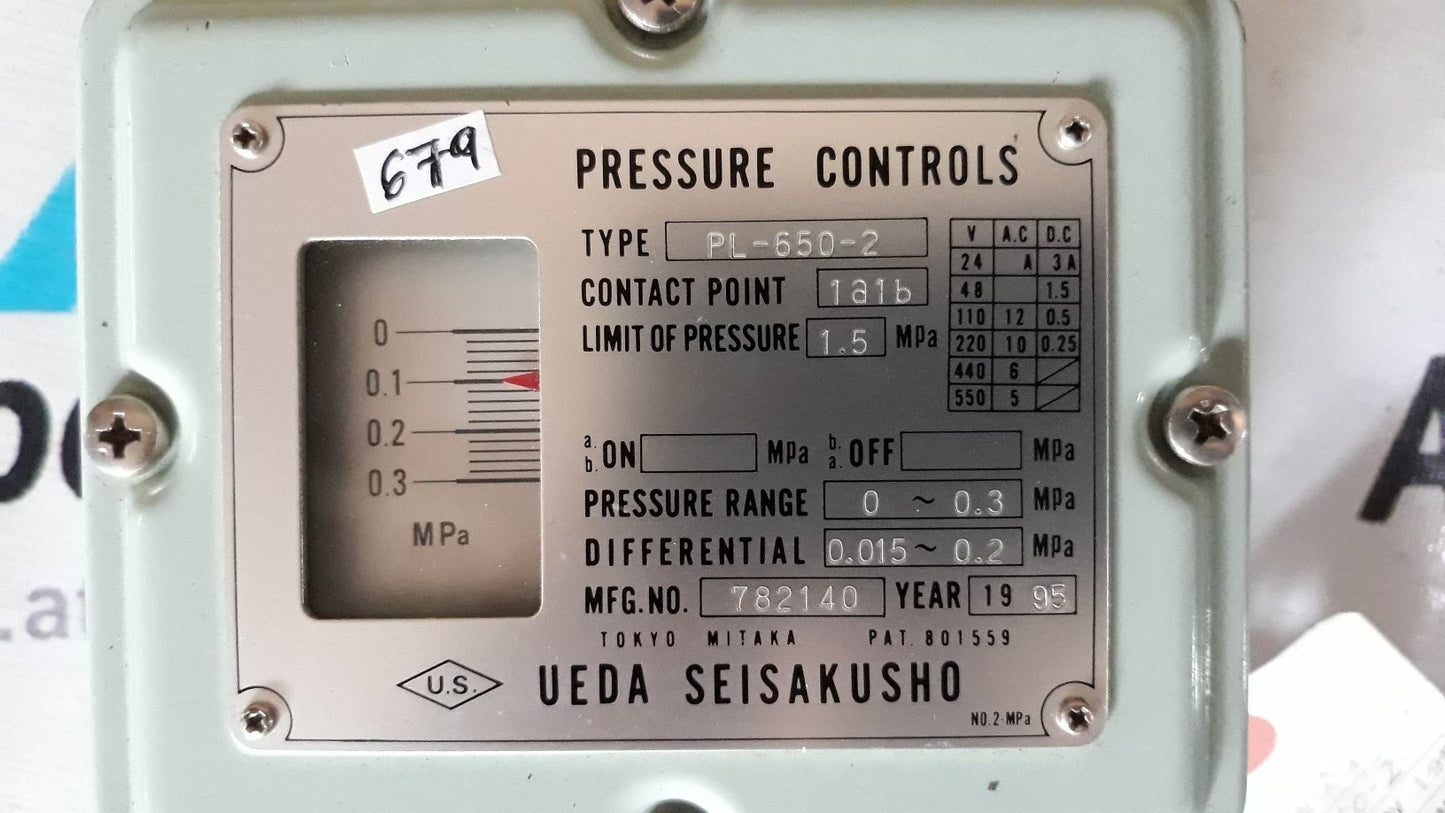 679
PRESSURE CONTROLS
TYPE PL-650-2
CONTACT POINT 1a1b
LIMIT OF PRESSURE 1.5 MPa
V A.C D.C
24 A 3A
48 1.5
110 12 0.5
220 10 0.25
440 6
550 5
0
0.1
0.2
0.3
MPa
a. b. ON MPa b. a. OFF MPa
PRESSURE RANGE 0 ~ 0.3 MPa
DIFFERENTIAL 0.015 ~ 0.2 MPa
MFG.NO. 782140 YEAR 19 95
TOKYO MITAKA PAT. 801559
U.S. UEDA SEISAKUSHO
NO.2-MPa